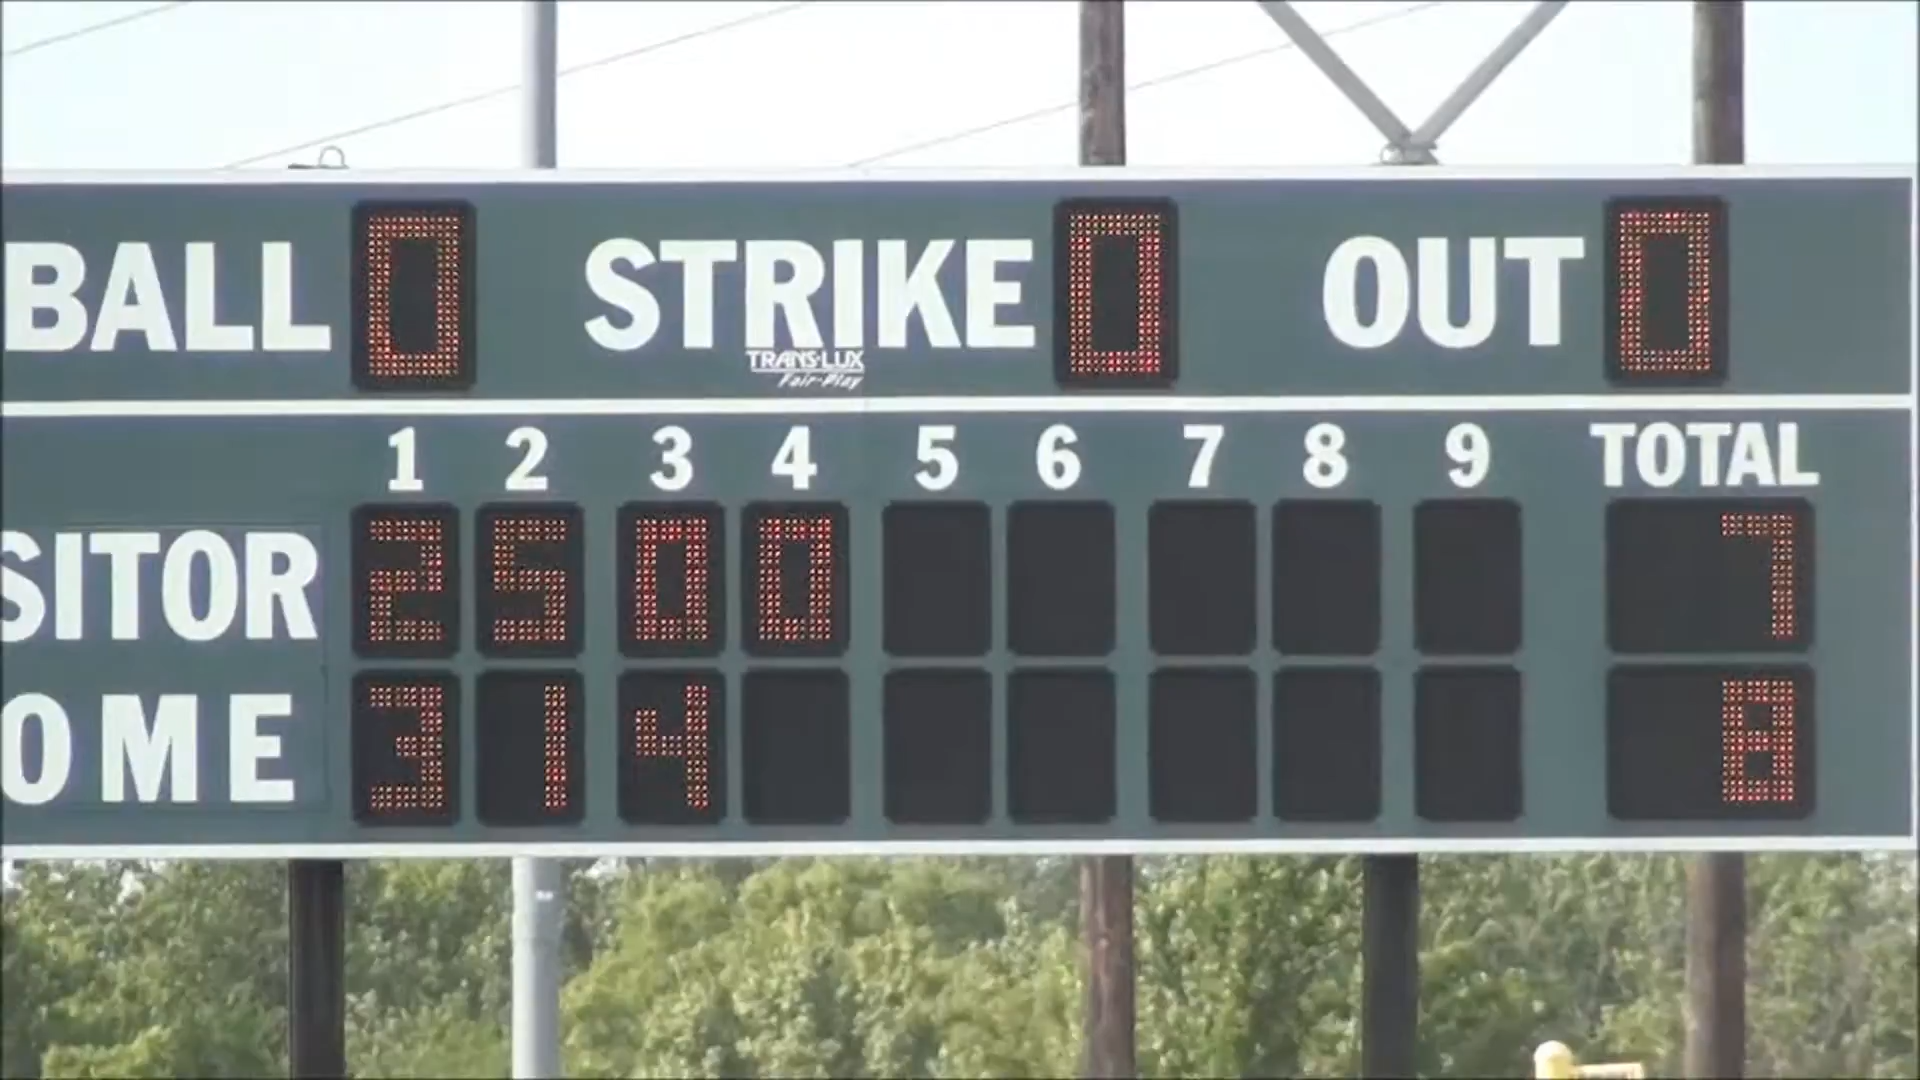 BALL 0 STRIKE 0 OUT 0
TRANS·LUX
Fair-Play
1 2 3 4 5 6 7 8 9 TOTAL
SITOR 2 5 0 0 7
OME 3 1 4 8